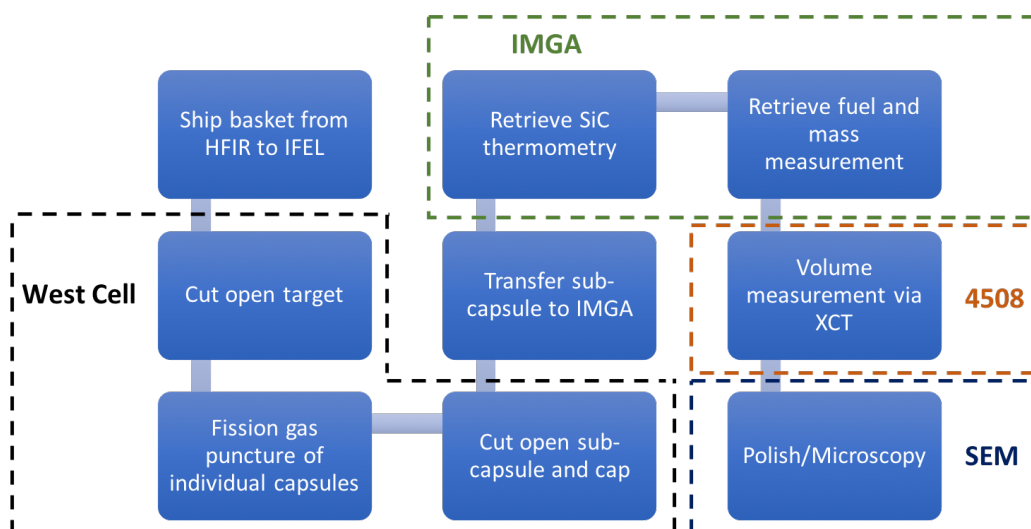 IMGA
Ship basket from
HFIR to IFEL
Retrieve SiC
thermometry
Retrieve fuel and
mass
measurement
West Cell
Cut open target
Transfer sub-
capsule to IMGA
Volume
measurement via
XCT
4508
Fission gas
puncture of
individual capsules
Cut open sub-
capsule and cap
Polish/Microscopy
SEM